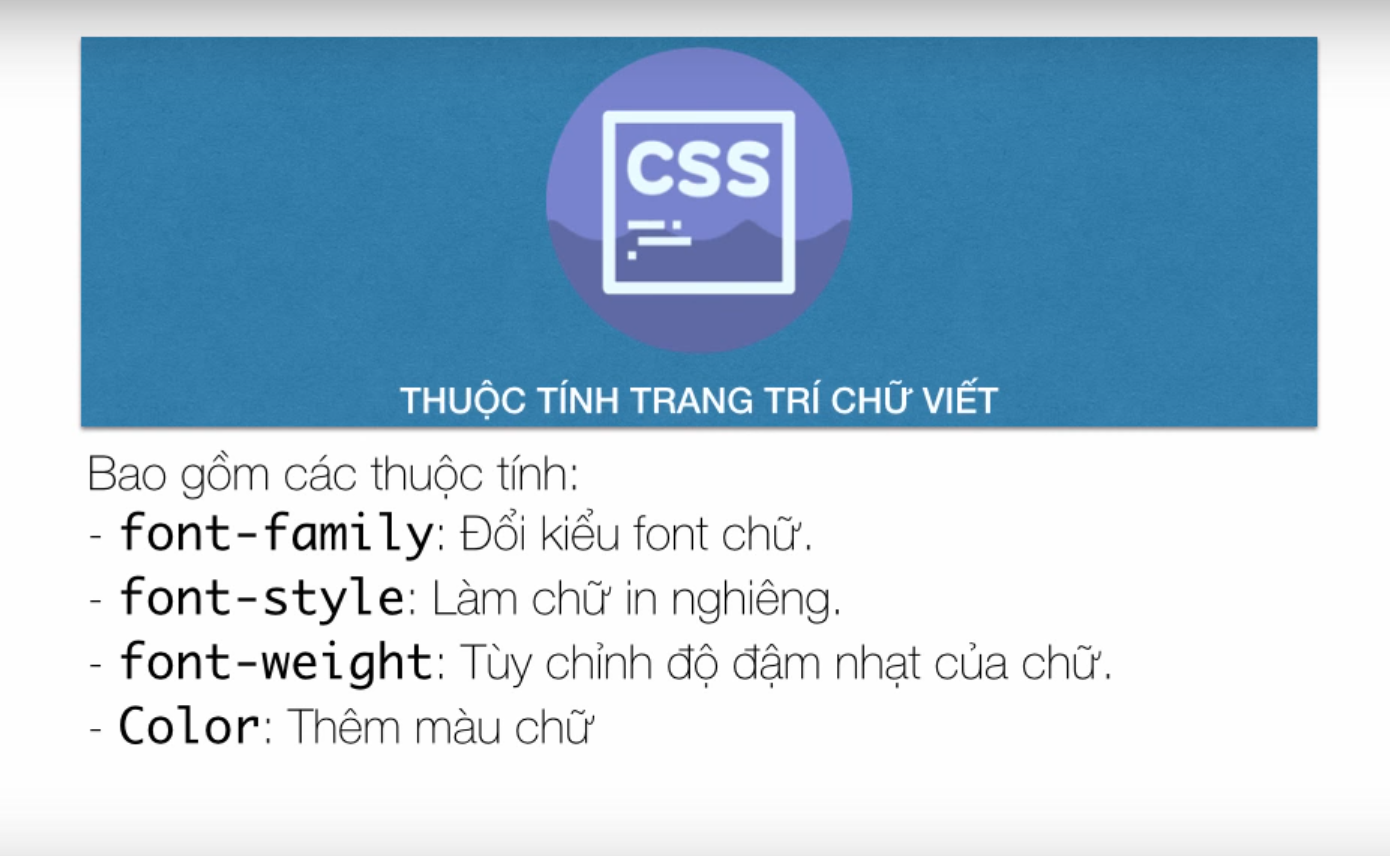 CSS
THUỘC TÍNH TRANG TRÍ CHỮ VIẾT
Bao gồm các thuộc tính:
- font-family: Đổi kiểu font chữ.
- font-style: Làm chữ in nghiêng.
- font-weight: Tùy chỉnh độ đậm nhạt của chữ.
- Color: Thêm màu chữ